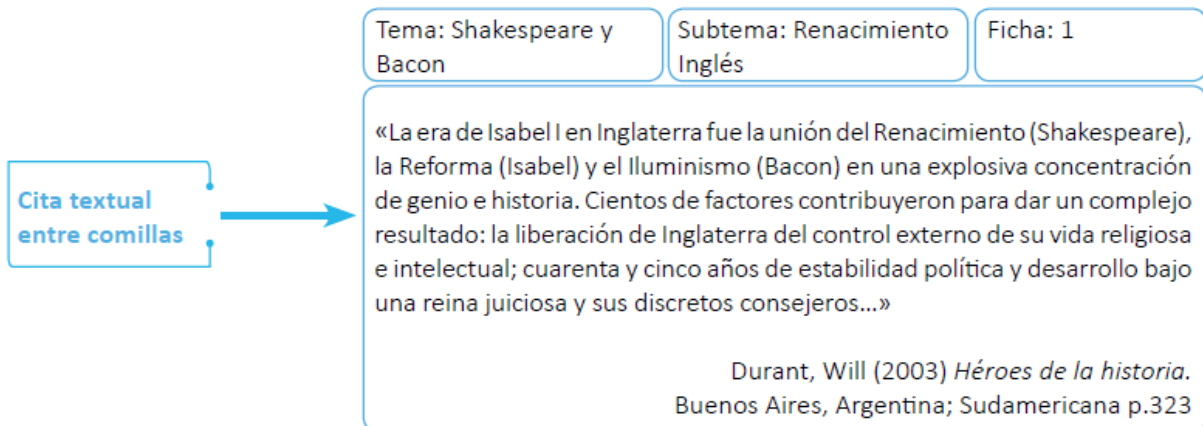 Tema: Shakespeare y
Bacon
Subtema: Renacimiento
Inglés
Ficha: 1
Cita textual
entre comillas
«La era de Isabel I en Inglaterra fue la unión del Renacimiento (Shakespeare),
la Reforma (Isabel) y el Iluminismo (Bacon) en una explosiva concentración
de genio e historia. Cientos de factores contribuyeron para dar un complejo
resultado: la liberación de Inglaterra del control externo de su vida religiosa
e intelectual; cuarenta y cinco años de estabilidad política y desarrollo bajo
una reina juiciosa y sus discretos consejeros...»
Durant, Will (2003) Héroes de la historia.
Buenos Aires, Argentina; Sudamericana p.323